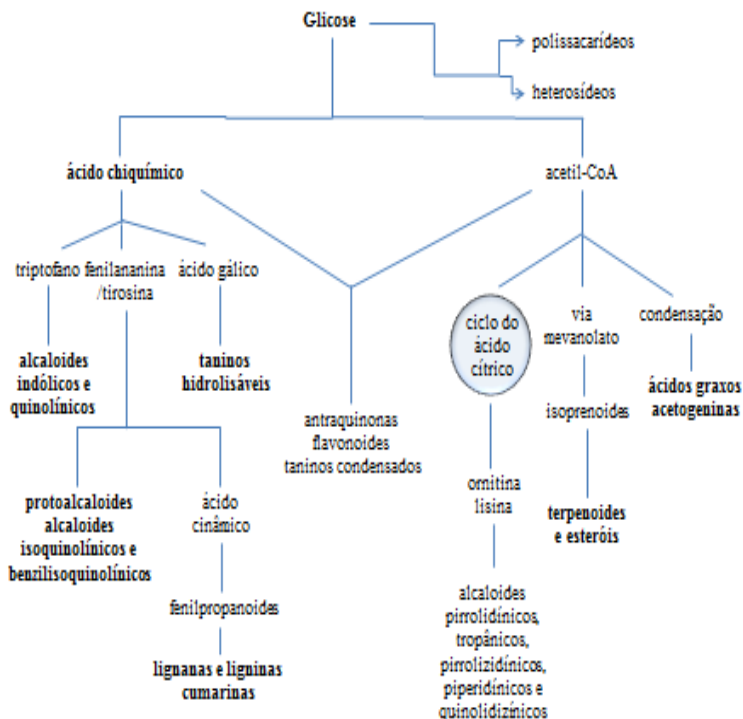 Glicose
polissacarídeos
heterosídeos
ácido chiquímico
acetil-CoA
triptofano
fenilananina
/tirosina
ácido gálico
ciclo do
ácido
cítrico
via
mevanolato
condensação
alcaloides
indólicos e
quinolínicos
taninos
hidrolisáveis
antraquinonas
flavonoides
taninos condensados
isoprenoides
ácidos graxos
acetogeninas
protoalcaloides
alcaloides
isoquinolínicos e
benzilisoquinolínicos
ácido
cinâmico
ornitina
lisina
terpenoides
e esteróis
fenilpropanoides
lignanas e ligninas
cumarinas
alcaloides
pirrolidínicos,
tropânicos,
pirrolizidínicos,
piperidínicos e
quinolidizínicos